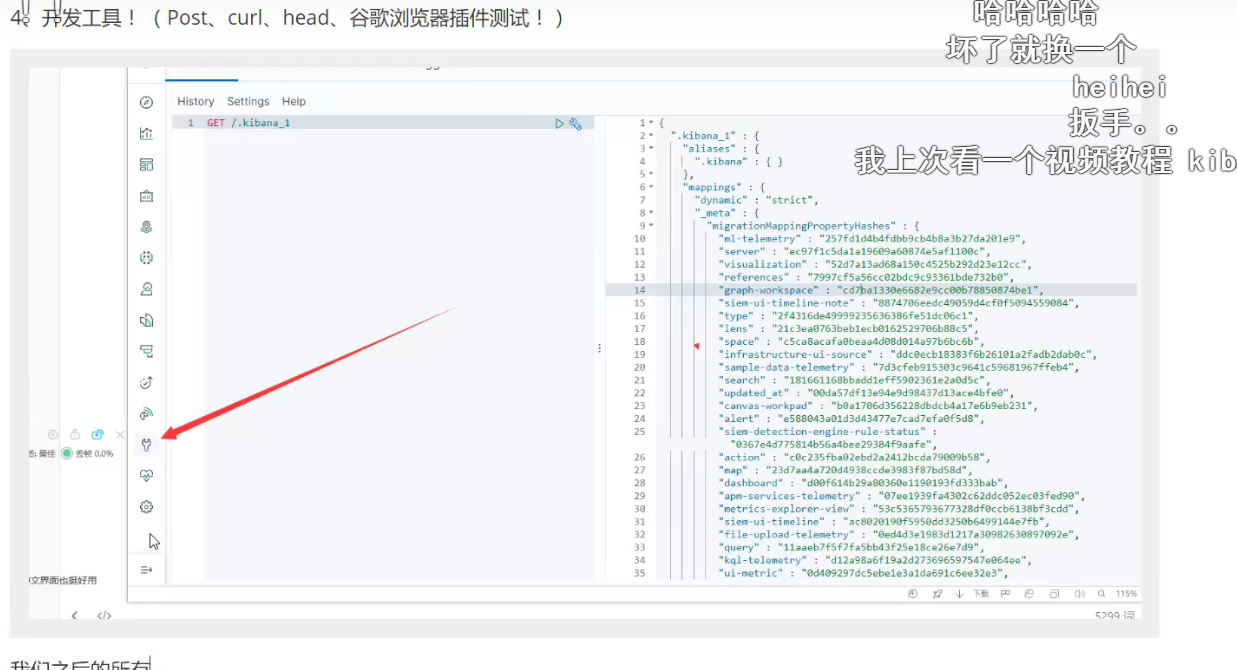 4、开发工具！（Post、curl、head、谷歌浏览器插件测试！）
哈哈哈哈
坏了就换一个
heihei
扳手。。
我上次看一个视频教程 kib
History Settings Help
1 GET /.kibana_1
1 {
2 ".kibana_1" : {
3 "aliases" : {
4 ".kibana" : { }
5 },
6 "mappings" : {
7 "dynamic" : "strict",
8 "_meta" : {
9 "migrationMappingPropertyHashes" : {
10 "ml-telemetry" : "257fd1d4b4fdbb9cb4b8a3b27da201e9",
11 "server" : "ec97f1c5da1a19609a60874e5af1100c",
12 "visualization" : "52d7a13ad68a150c4525b292d23e12cc",
13 "references" : "7997cf5a56cc02bdc9c93361bde732b0",
14 "graph-workspace" : "cd7ba1330e6682e9cc00b78850874be1",
15 "siem-ui-timeline-note" : "8874706eedc49059d4cf0f5094559084",
16 "type" : "2f4316de49999235636386fe51dc06c1",
17 "lens" : "21c3ea0763beb1ecb0162529706b88c5",
18 "space" : "c5ca8acafa0beaa4d08d014a97b6bc6b",
19 "infrastructure-ui-source" : "ddc0ecb18383f6b26101a2fadb2dab0c",
20 "sample-data-telemetry" : "7d3cfeb915303c9641c59681967ffeb4",
21 "search" : "181661168bbadd1eff5902361e2a0d5c",
22 "updated_at" : "00da57df13e94e9d98437d13ace4bfe0",
23 "canvas-workpad" : "b0a1706d356228dbdcb4a17e6b9eb231",
24 "alert" : "e588043a01d3d43477e7cad7efa0f5d8",
25 "siem-detection-engine-rule-status" :
"0367e4d775814b56a4bee29384f9aafe",
26 "action" : "c0c235fba02ebd2a2412bcda79009b58",
27 "map" : "23d7aa4a720d4938ccde3983f87bd58d",
28 "dashboard" : "d00f614b29a80360e1190193fd333bab",
29 "apm-services-telemetry" : "07ee1939fa4302c62ddc052ec03fed90",
30 "metrics-explorer-view" : "53c5365793677328df0ccb6138bf3cdd",
31 "siem-ui-timeline" : "ac8020190f5950dd3250b6499144e7fb",
32 "file-upload-telemetry" : "0ed4d3e1983d1217a30982630897092e",
33 "query" : "11aaeb7f5f7fa5bb43f25e18ce26e7d9",
34 "kql-telemetry" : "d12a98a6f19a2d273696597547e064ee",
35 "ui-metric" : "0d409297dc5ebe1e3a1da691c6ee32e3",
最佳 丢帧 0.0%
文界面也挺好用
下载 115%
5299 词
我们之后的所有